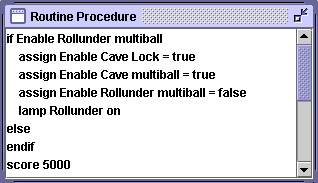 Routine Procedure
if Enable Rollunder multiball
assign Enable Cave Lock = true
assign Enable Cave multiball = true
assign Enable Rollunder multiball = false
lamp Rollunder on
else
endif
score 5000